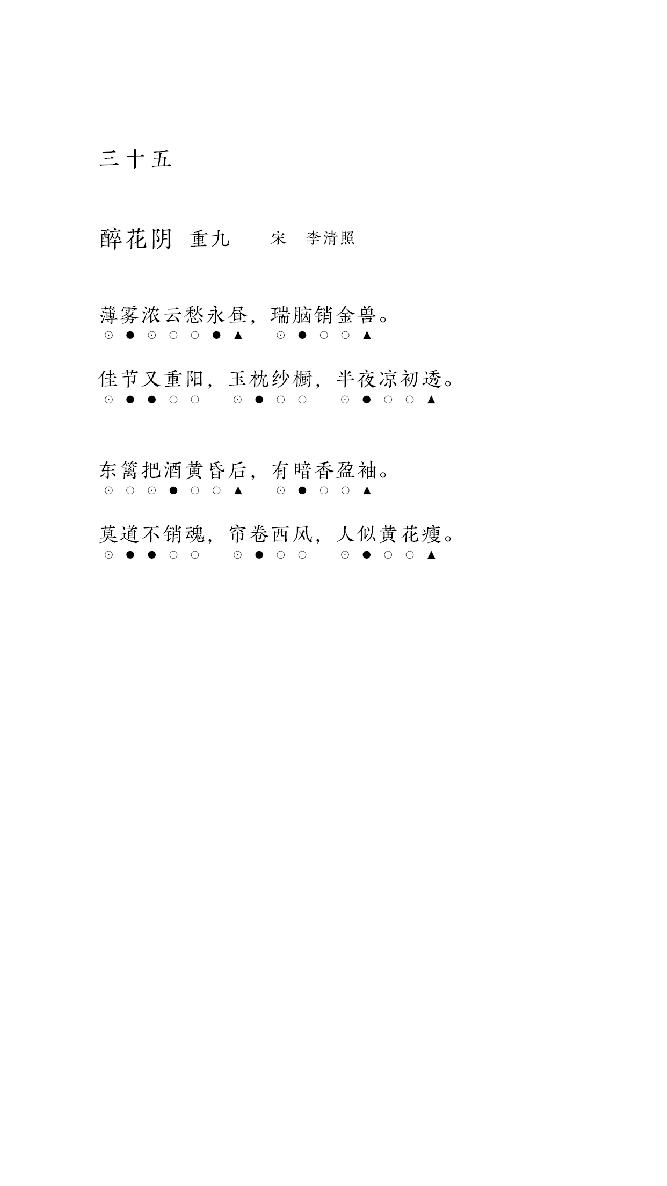 三十五
醉花阴 重九 宋 李清照
薄雾浓云愁永昼，瑞脑销金兽。
⊙●⊙○○●▲ ⊙●○○▲
佳节又重阳，玉枕纱橱，半夜凉初透。
⊙●●○○ ⊙●○○ ⊙●○○▲
东篱把酒黄昏后，有暗香盈袖。
⊙○⊙●○○▲ ⊙●○○▲
莫道不销魂，帘卷西风，人似黄花瘦。
⊙●●○○ ⊙●○○ ⊙●○○▲